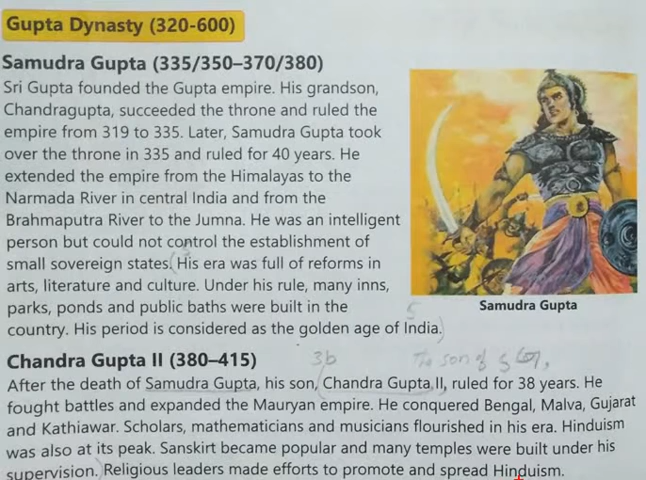 Gupta Dynasty (320-600)
Samudra Gupta (335/350–370/380)
Sri Gupta founded the Gupta empire. His grandson,
Chandragupta, succeeded the throne and ruled the
empire from 319 to 335. Later, Samudra Gupta took
over the throne in 335 and ruled for 40 years. He
extended the empire from the Himalayas to the
Narmada River in central India and from the
Brahmaputra River to the Jumna. He was an intelligent
person but could not control the establishment of
small sovereign states. His era was full of reforms in
arts, literature and culture. Under his rule, many inns,
parks, ponds and public baths were built in the
country. His period is considered as the golden age of India.
Samudra Gupta
5
3b
The son of
Chandra Gupta II (380–415)
After the death of Samudra Gupta, his son, Chandra Gupta II, ruled for 38 years. He
fought battles and expanded the Mauryan empire. He conquered Bengal, Malva, Gujarat
and Kathiawar. Scholars, mathematicians and musicians flourished in his era. Hinduism
was also at its peak. Sanskirt became popular and many temples were built under his
supervision. Religious leaders made efforts to promote and spread Hinduism.